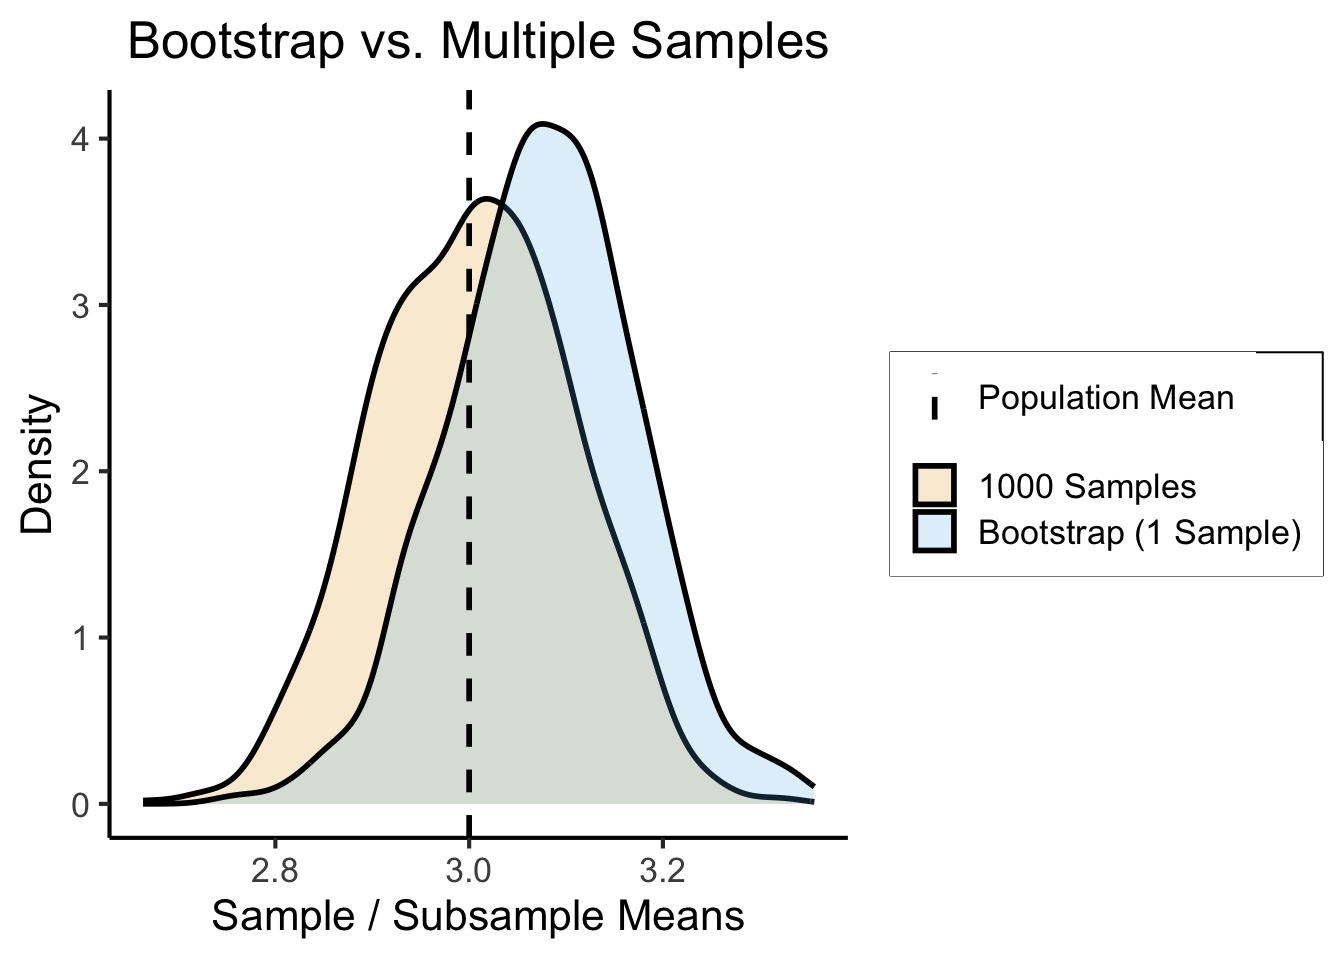 Bootstrap vs. Multiple Samples
4
3
2
1
0
Density
2.8 3.0 3.2
Sample / Subsample Means
Population Mean
1000 Samples
Bootstrap (1 Sample)